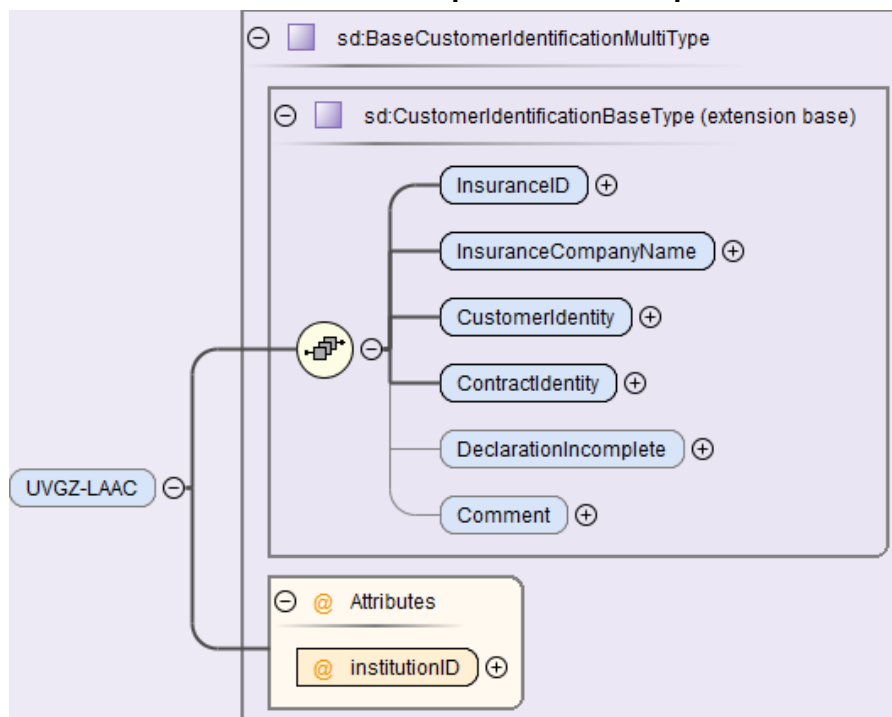 sd:BaseCustomerIdentificationMultiType
sd:CustomerIdentificationBaseType (extension base)
InsuranceID
InsuranceCompanyName
CustomerIdentity
ContractIdentity
DeclarationIncomplete
Comment
UVGZ-LAAC
@ Attributes
@ institutionID